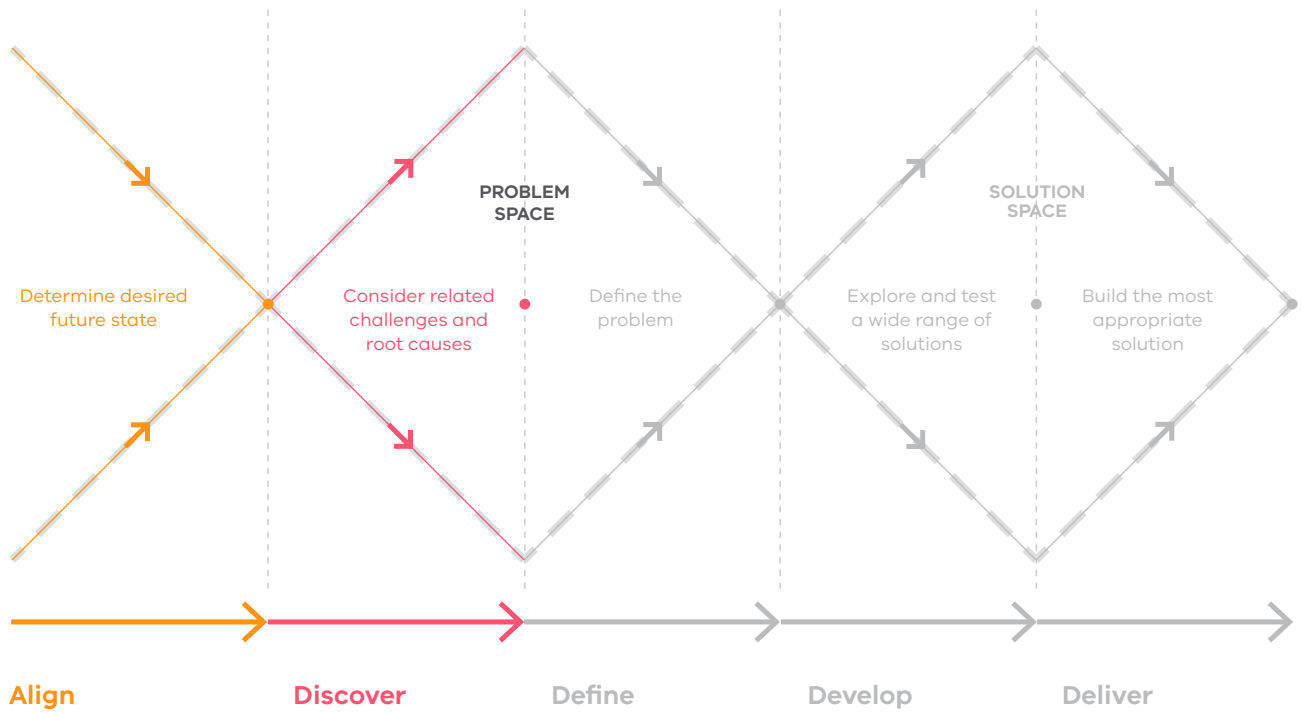 PROBLEM
SPACE
SOLUTION
SPACE
Determine desired
future state
Consider related
challenges and
root causes
Define the
problem
Explore and test
a wide range of
solutions
Build the most
appropriate
solution
Align
Discover
Define
Develop
Deliver